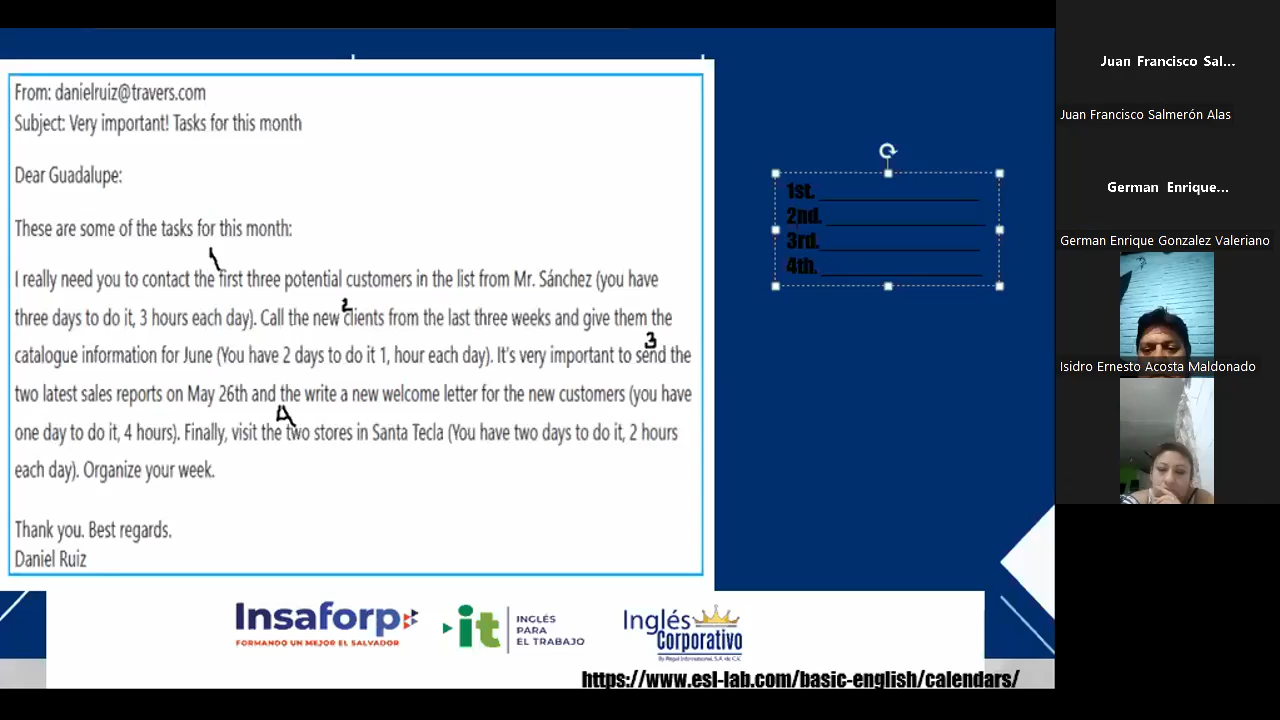 From: danielruiz@travers.com
Subject: Very important! Tasks for this month
Dear Guadalupe:
These are some of the tasks for this month:
1
I really need you to contact the first three potential customers in the list from Mr. Sánchez (you have
2
three days to do it, 3 hours each day). Call the new clients from the last three weeks and give them the
3
catalogue information for June (You have 2 days to do it 1, hour each day). It's very important to send the
two latest sales reports on May 26th and the write a new welcome letter for the new customers (you have
4
one day to do it, 4 hours). Finally, visit the two stores in Santa Tecla (You have two days to do it, 2 hours
each day). Organize your week.
Thank you. Best regards.
Daniel Ruiz
1st. ____________________
2nd. ____________________
3rd. ____________________
4th. ____________________
Insaforp
FORMANDO UN MEJOR EL SALVADOR
it
INGLÉS
PARA
EL TRABAJO
Inglés
Corporativo
By Regal International, S.A. de C.V.
https://www.esl-lab.com/basic-english/calendars/
Juan Francisco Sal...
Juan Francisco Salmerón Alas
German Enrique...
German Enrique Gonzalez Valeriano
Isidro Ernesto Acosta Maldonado